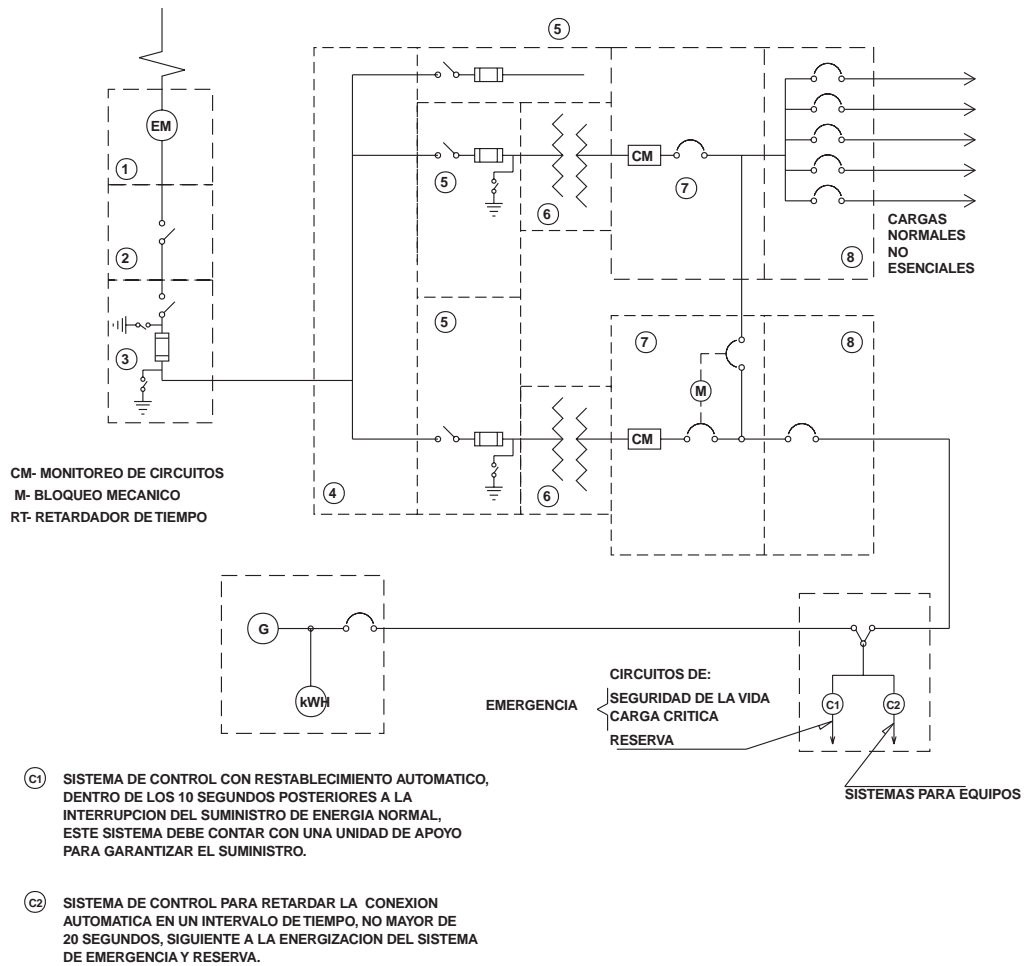 5
EM
1
CM
5
7
6
2
CARGAS
NORMALES
NO
ESENCIALES
8
5
7
8
3
M
CM
CM- MONITOREO DE CIRCUITOS
M- BLOQUEO MECANICO
RT- RETARDADOR DE TIEMPO
4
6
G
kWH
CIRCUITOS DE:
EMERGENCIA
SEGURIDAD DE LA VIDA
CARGA CRITICA
RESERVA
C1
C2
SISTEMAS PARA EQUIPOS
C1 SISTEMA DE CONTROL CON RESTABLECIMIENTO AUTOMATICO,
DENTRO DE LOS 10 SEGUNDOS POSTERIORES A LA
INTERRUPCION DEL SUMINISTRO DE ENERGIA NORMAL,
ESTE SISTEMA DEBE CONTAR CON UNA UNIDAD DE APOYO
PARA GARANTIZAR EL SUMINISTRO.
C2 SISTEMA DE CONTROL PARA RETARDAR LA CONEXION
AUTOMATICA EN UN INTERVALO DE TIEMPO, NO MAYOR DE
20 SEGUNDOS, SIGUIENTE A LA ENERGIZACION DEL SISTEMA
DE EMERGENCIA Y RESERVA.